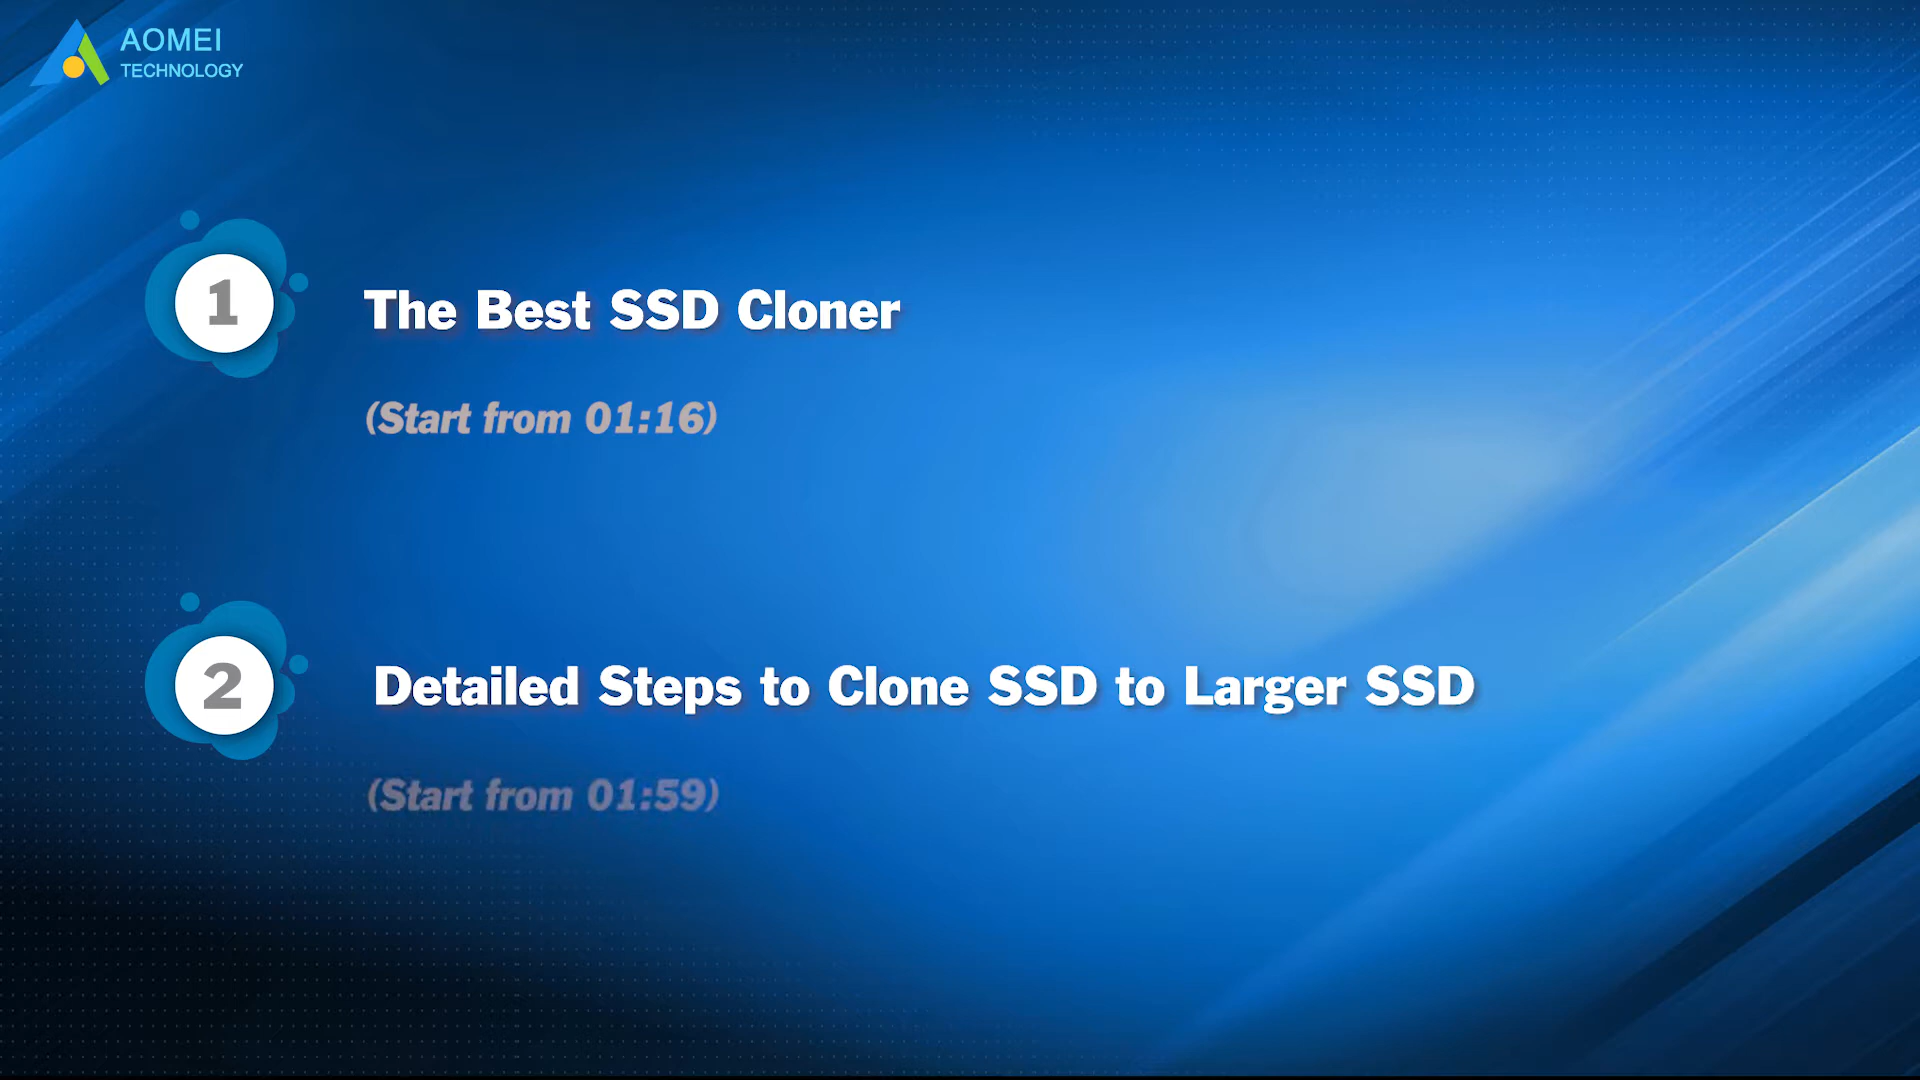 AOMEI
TECHNOLOGY
1
The Best SSD Cloner
(Start from 01:16)
2
Detailed Steps to Clone SSD to Larger SSD
(Start from 01:59)